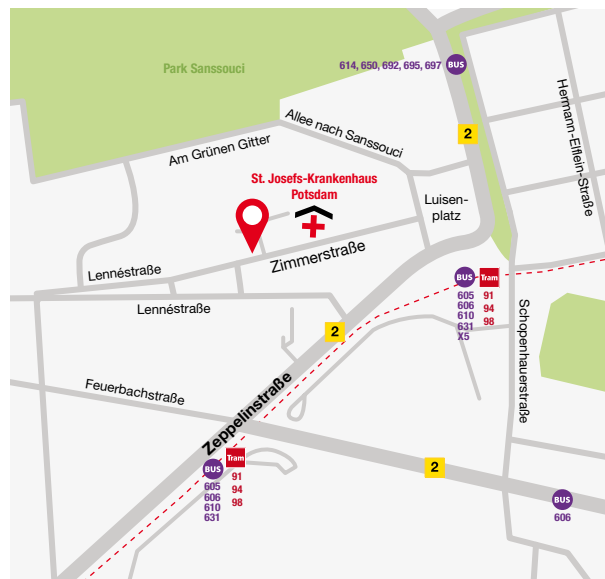 Park Sanssouci
614, 650, 692, 695, 697
BUS
Hermann-Elflein-Straße
2
Allee nach Sanssouci
Am Grünen Gitter
St. Josefs-Krankenhaus
Potsdam
Luisen-
platz
Zimmerstraße
Lennéstraße
Lennéstraße
BUS
Tram
605
606
610
631
X5
91
94
98
Schopenhauerstraße
2
Feuerbachstraße
Zeppelinstraße
BUS
Tram
605
606
610
631
91
94
98
2
BUS
606